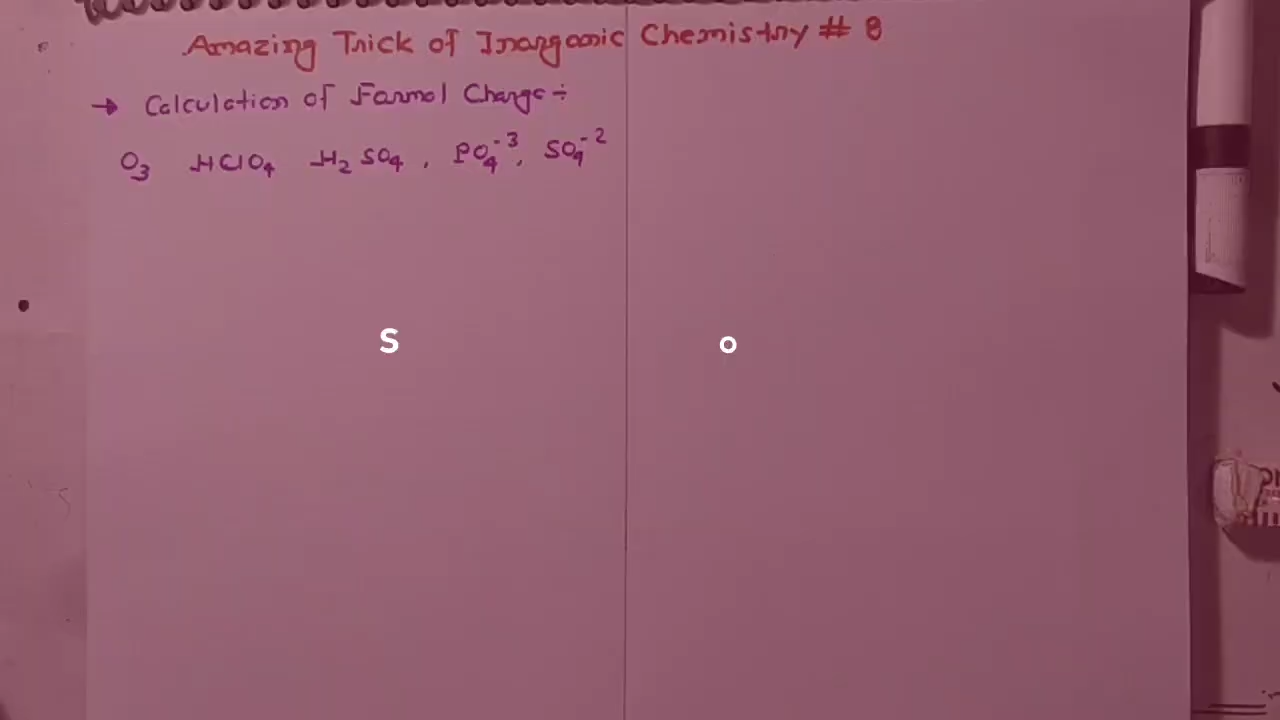 Amazing Trick of Inorganic Chemistry # 8
→ Calculation of Formal Charge÷
O₃ HClO₄ H₂SO₄, PO₄⁻³, SO₄⁻²
S o